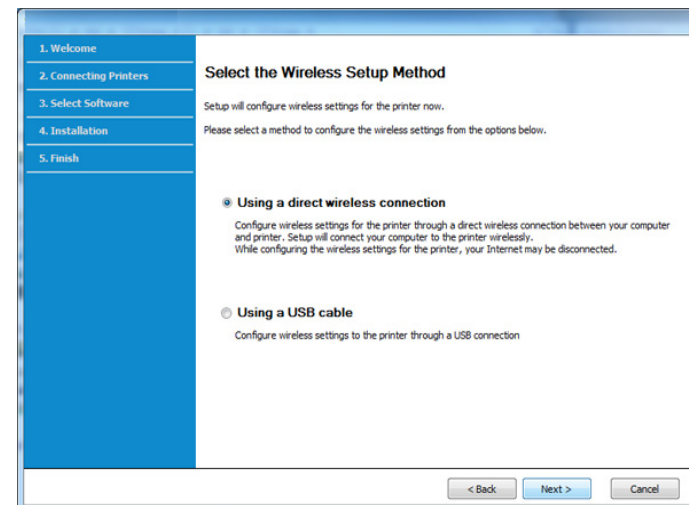 1. Welcome
2. Connecting Printers
3. Select Software
4. Installation
5. Finish
Select the Wireless Setup Method
Setup will configure wireless settings for the printer now.
Please select a method to configure the wireless settings from the options below.
Using a direct wireless connection
Configure wireless settings for the printer through a direct wireless connection between your computer
and printer. Setup will connect your computer to the printer wirelessly.
While configuring the wireless settings for the printer, your Internet may be disconnected.
Using a USB cable
Configure wireless settings to the printer through a USB connection
< Back
Next >
Cancel